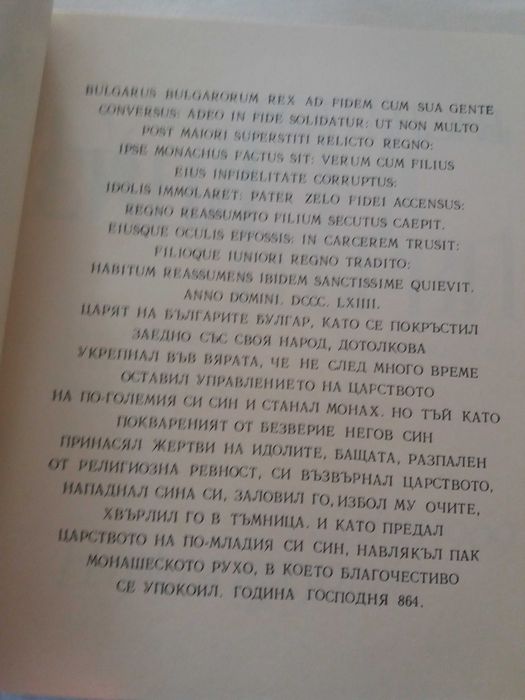 BULGARUS BULGARORUM REX AD FIDEM CUM SUA GENTE
CONVERSUS: ADEO IN FIDE SOLIDATUR: UT NON MULTO
POST MAIORI SUPERSTITI RELICTO REGNO:
IPSE MONACHUS FACTUS SIT: VERUM CUM FILIUS
EIUS INFIDELITATE CORRUPTUS:
IDOLIS IMMOLARET: PATER ZELO FIDEI ACCENSUS:
REGNO REASSUMPTO FILIUM SECUTUS CAEPIT.
EIUSQUE OCULIS EFFOSSIS: IN CARCEREM TRUSIT:
FILIOQUE IUNIORI REGNO TRADITO:
HABITUM REASSUMENS IBIDEM SANCTISSIME QUIEVIT.
ANNO DOMINI. DCCC. LXIIII.
ЦАРЯТ НА БЪЛГАРИТЕ БУЛГАР, КАТО СЕ ПОКРЪСТИЛ
ЗАЕДНО СЪС СВОЯ НАРОД, ДОТОЛКОВА
УКРЕПНАЛ ВЪВ ВЯРАТА, ЧЕ НЕ СЛЕД МНОГО ВРЕМЕ
ОСТАВИЛ УПРАВЛЕНИЕТО НА ЦАРСТВОТО
НА ПО-ГОЛЕМИЯ СИ СИН И СТАНАЛ МОНАХ. НО ТЪЙ КАТО
ПОКВАРЕНИЯТ ОТ БЕЗВЕРИЕ НЕГОВ СИН
ПРИНАСЯЛ ЖЕРТВИ НА ИДОЛИТЕ, БАЩАТА, РАЗПАЛЕН
ОТ РЕЛИГИОЗНА РЕВНОСТ, СИ ВЪЗВЪРНАЛ ЦАРСТВОТО,
НАПАДНАЛ СИНА СИ, ЗАЛОВИЛ ГО, ИЗБОЛ МУ ОЧИТЕ,
ХВЪРЛИЛ ГО В ТЪМНИЦА. И КАТО ПРЕДАЛ
ЦАРСТВОТО НА ПО-МЛАДИЯ СИ СИН, НАВЛЯКЪЛ ПАК
МОНАШЕСКОТО РУХО, В КОЕТО БЛАГОЧЕСТИВО
СЕ УПОКОИЛ. ГОДИНА ГОСПОДНЯ 864.